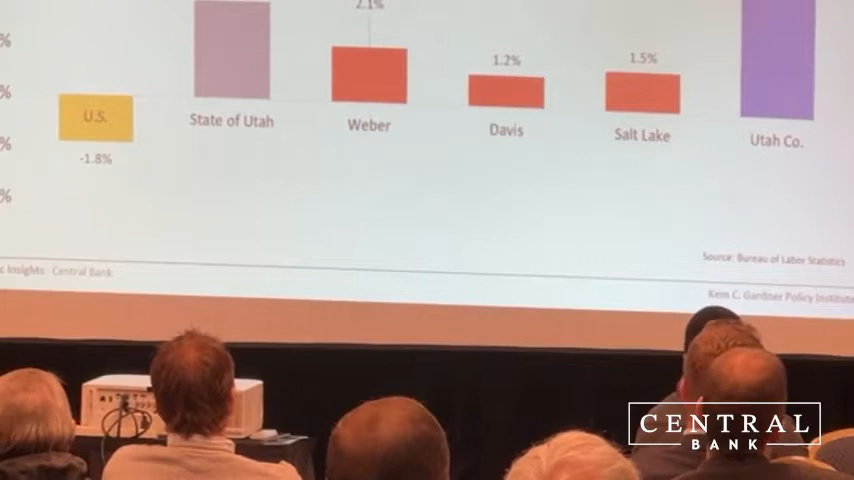 2.1%
%
1.2%
1.5%
%
U.S.
State of Utah
Weber
Davis
Salt Lake
Utah Co.
%
-1.8%
%
Source: Bureau of Labor Statistics
c Insights Central Bank
Kem C. Gardner Policy Institute
CENTRAL
BANK